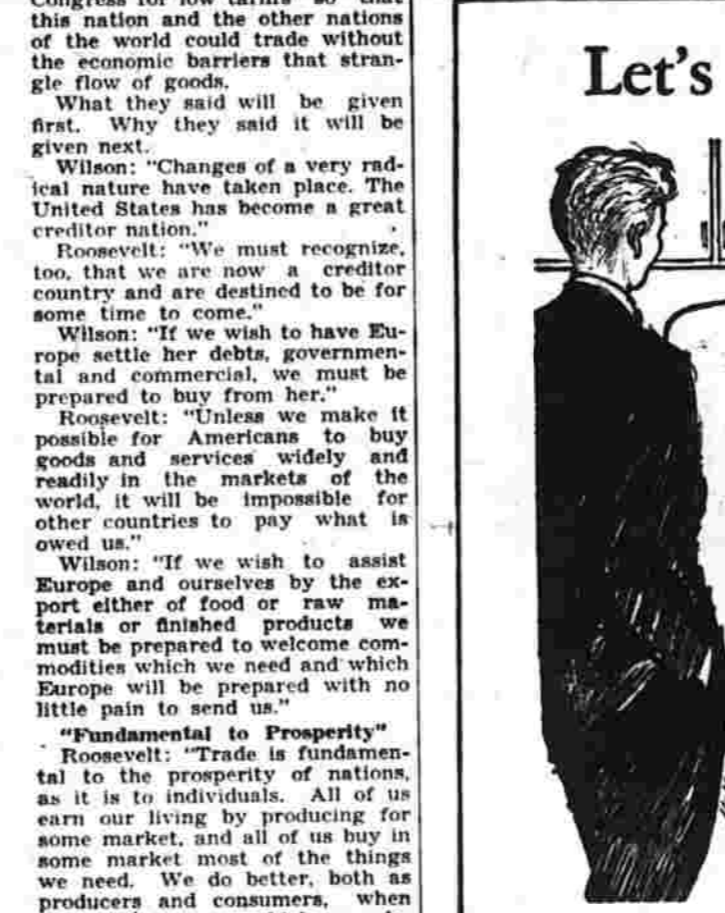 Congress for low tariffs so that
this nation and the other nations
of the world could trade without
the economic barriers that stran-
gle flow of goods.
What they said will be given
first. Why they said it will be
given next.
Wilson: "Changes of a very rad-
ical nature have taken place. The
United States has become a great
creditor nation."
Roosevelt: "We must recognize,
too, that we are now a creditor
country and are destined to be for
some time to come."
Wilson: "If we wish to have Eu-
rope settle her debts, governmen-
tal and commercial, we must be
prepared to buy from her."
Roosevelt: "Unless we make it
possible for Americans to buy
goods and services widely and
readily in the markets of the
world, it will be impossible for
other countries to pay what is
owed us."
Wilson: "If we wish to assist
Europe and ourselves by the ex-
port either of food or raw ma-
terials or finished products we
must be prepared to welcome com-
modities which we need and which
Europe will be prepared with no
little pain to send us."
"Fundamental to Prosperity"
Roosevelt: "Trade is fundamen-
tal to the prosperity of nations,
as it is to individuals. All of us
earn our living by producing for
some market, and all of us buy in
some market most of the things
we need. We do better, both as
producers and consumers, when
Let's